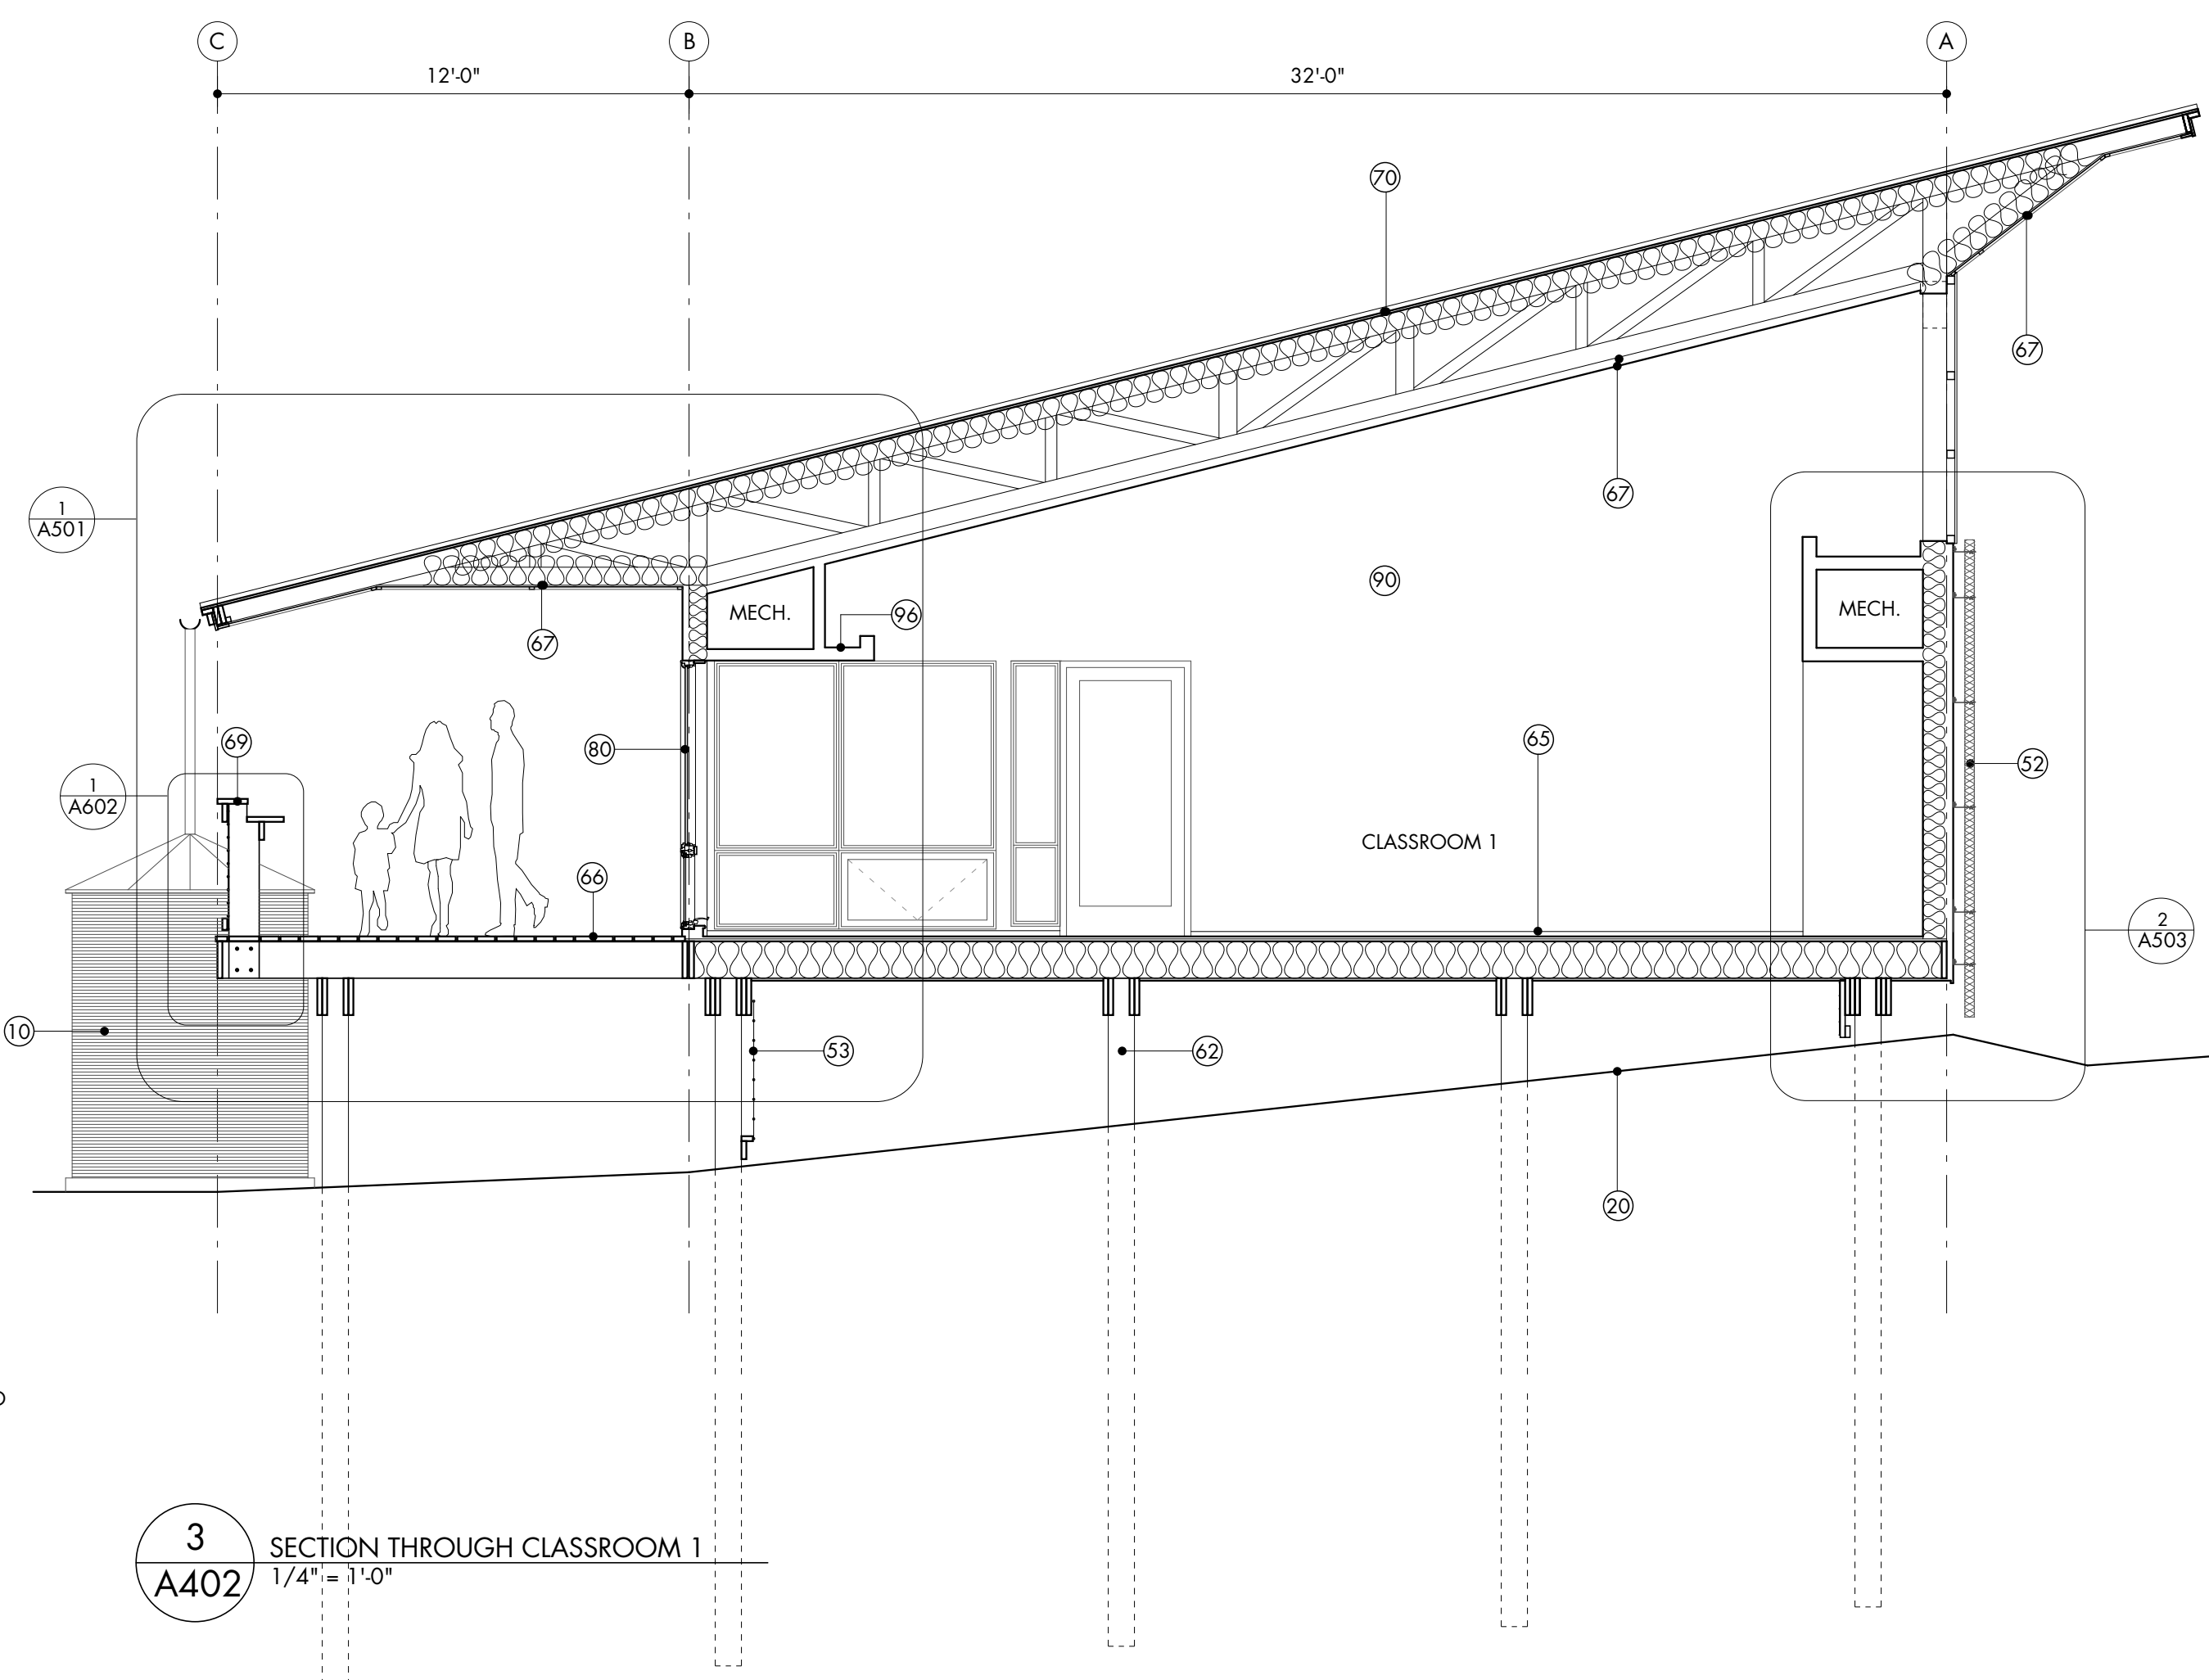 C
B
A
12'-0"
32'-0"
70
67
67
1
A501
90
MECH.
96
MECH.
67
69
80
65
52
1
A602
CLASSROOM 1
66
2
A503
10
53
62
20
3
A402
SECTION THROUGH CLASSROOM 1
1/4" = 1'-0"